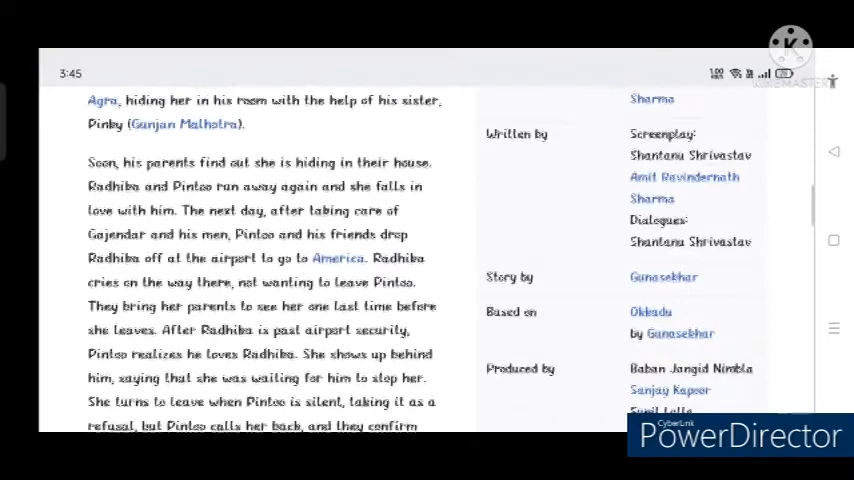 3:45
Agra, hiding her in his room with the help of his sister,
Pinky (Gunjan Malhotra).
Soon, his parents find out she is hiding in their house.
Radhika and Pintoo run away again and she falls in
love with him. The next day, after taking care of
Gajendar and his men, Pintoo and his friends drop
Radhika off at the airport to go to America. Radhika
cries on the way there, not wanting to leave Pintoo.
They bring her parents to see her one last time before
she leaves. After Radhika is past airport security,
Pintoo realizes he loves Radhika. She shows up behind
him, saying that she was waiting for him to stop her.
She turns to leave when Pintoo is silent, taking it as a
refusal, but Pintoo calls her back, and they confirm
Sharma
Written by
Screenplay:
Shantanu Shrivastav
Amit Ravindernath
Sharma
Dialogues:
Shantanu Shrivastav
Story by
Gunasekhar
Based on
Okkadu
by Gunasekhar
Produced by
Baban Jangid Nimbla
Sanjay Kapoor
Sunil Lulla
K
KINEMASTER
CyberLink
PowerDirector